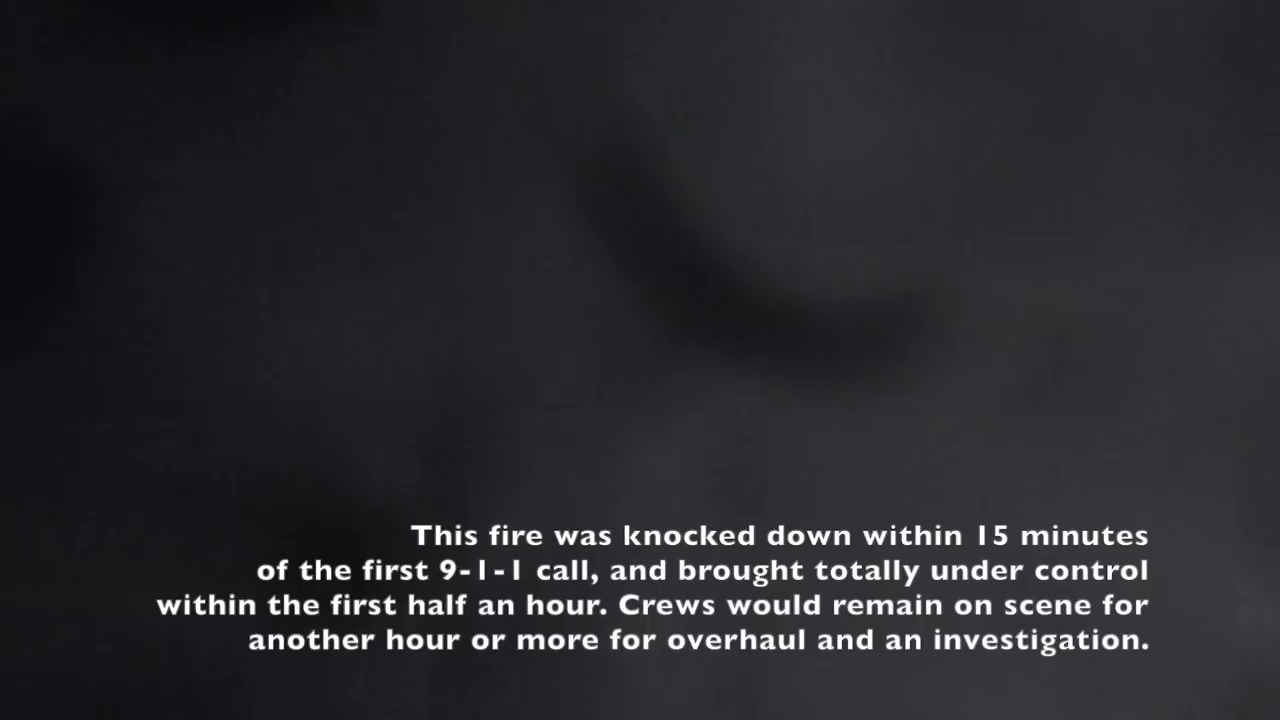 This fire was knocked down within 15 minutes
of the first 9-1-1 call, and brought totally under control
within the first half an hour. Crews would remain on scene for
another hour or more for overhaul and an investigation.